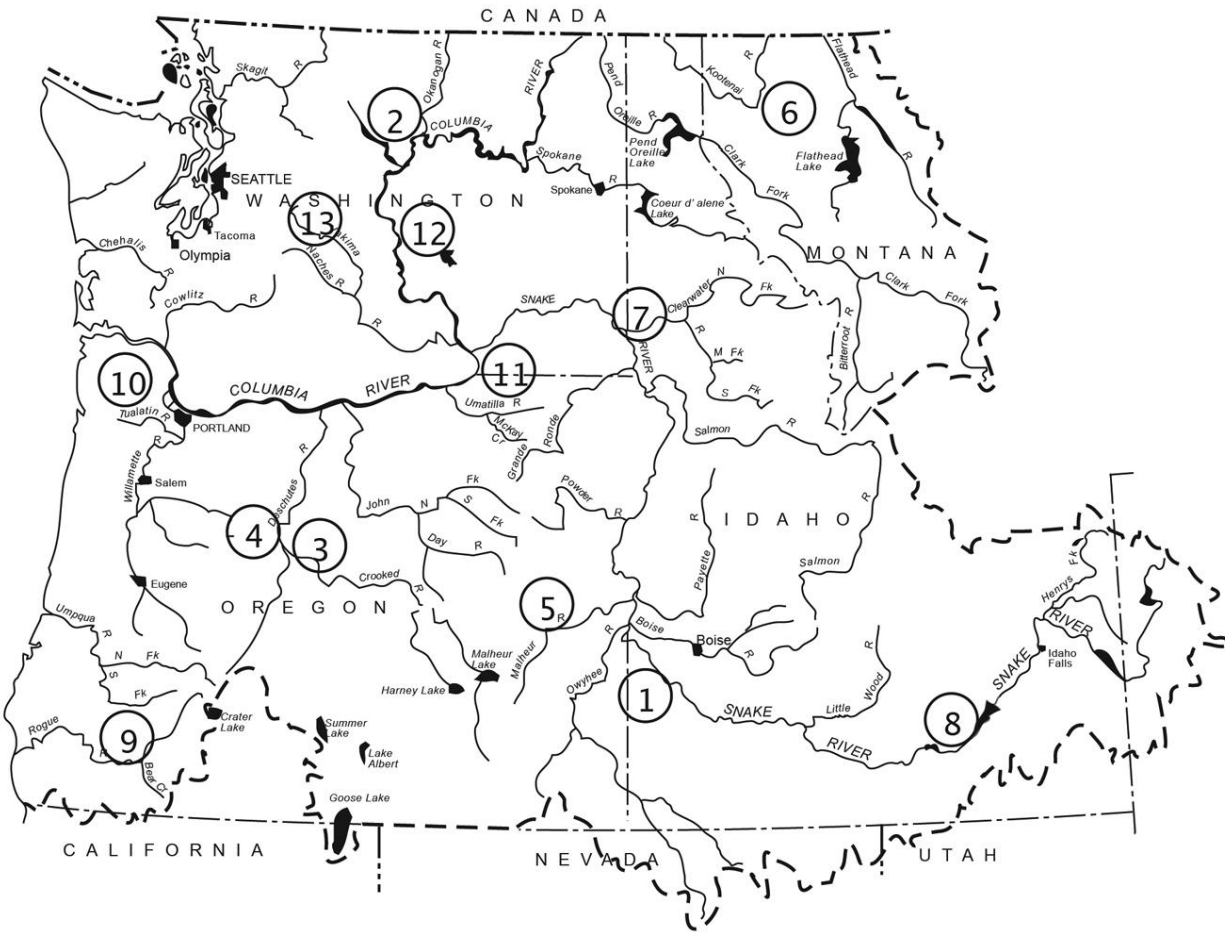 CANADA
Skagit R
Okanogan R
RIVER
Pend
Oreille R
Kootenai R
Flathead
R
2
COLUMBIA
6
Pend
Oreille
Lake
Clark
Fork
Flathead
Lake
SEATTLE
Spokane R
Spokane
WASHINGTON
Coeur d' alene
Lake
13
akima
R
12
Tacoma
Olympia
Chehalis R
Naches R
MONTANA
Cowlitz R
SNAKE
RIVER
7
Clearwater
N Fk
R
M Fk
S Fk
Bitterroot R
Clark
Fork
10
COLUMBIA RIVER
11
Tualatin R
PORTLAND
Umatilla R
McKay
Cr
Grande Ronde
Salmon R
Willamette R
Salem
Deschutes R
John
N Fk
S Fk
Day R
Powder R
Payette R
IDAHO
R
Salmon
4
3
Eugene
Crooked R
OREGON
5
R
Malheur
Henrys Fk
RIVER
Umpqua R
N Fk
S Fk
Malheur
Lake
Harney Lake
Owyhee R
Boise
Boise
R
Idaho
Falls
SNAKE
1
SNAKE
RIVER
Little Wood R
8
Rogue R
9
Bear Cr
Crater
Lake
Summer
Lake
Lake
Albert
Goose Lake
CALIFORNIA
NEVADA
UTAH